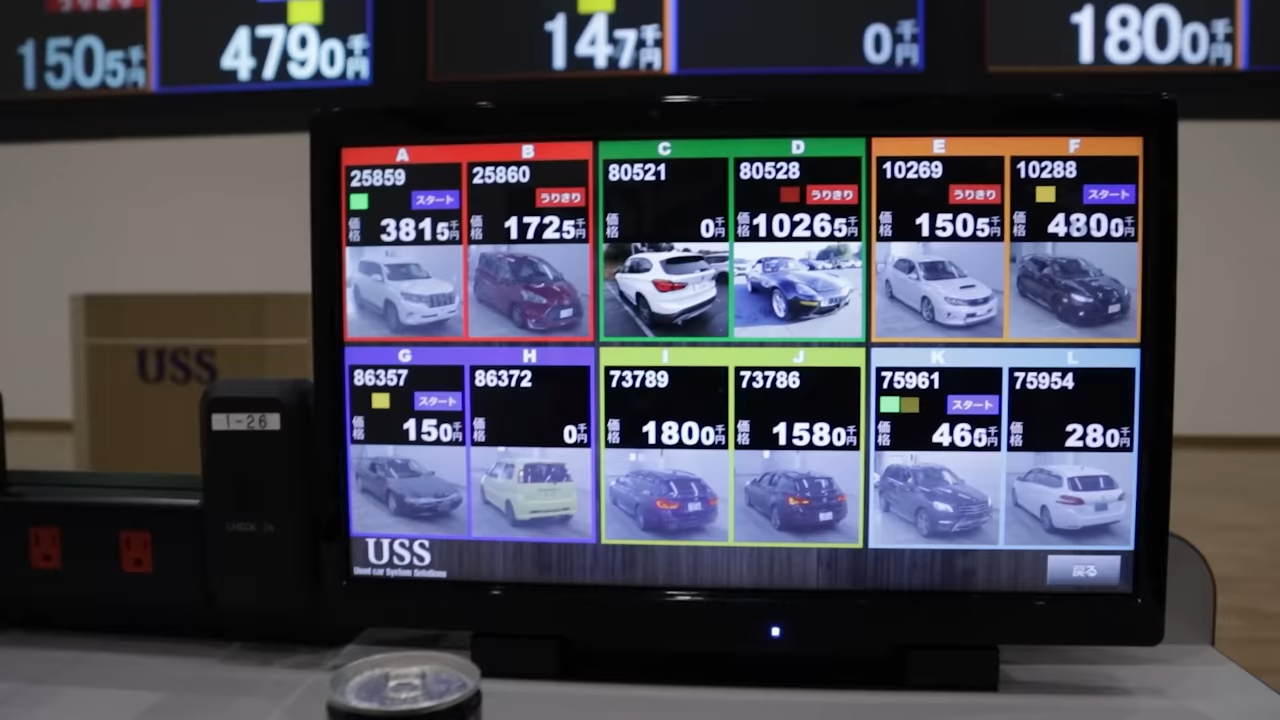 うりきり
1505千円
4790千円
147千円
0千円
1800千円
A B C D E F
25859
スタート
価格 3815千円
25860
うりきり
価格 1725千円
80521
価格 0千円
80528
うりきり
価格 10265千円
10269
うりきり
価格 1505千円
10288
スタート
価格 4800千円
G H I J K L
86357
スタート
価格 150千円
86372
価格 0千円
73789
価格 1800千円
73786
価格 1580千円
75961
スタート
価格 465千円
75954
価格 280千円
USS
Used car System Solutions
戻る
USS
1-26